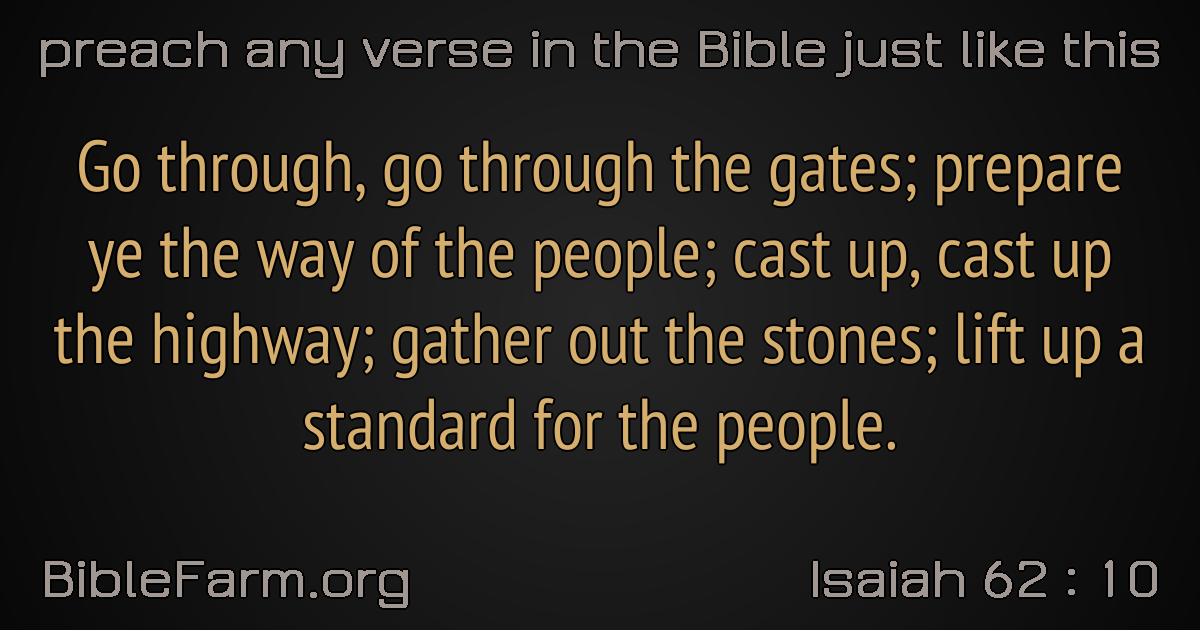 preach any verse in the Bible just like this
Go through, go through the gates; prepare
ye the way of the people; cast up, cast up
the highway; gather out the stones; lift up a
standard for the people.
BibleFarm.org
Isaiah 62 : 10